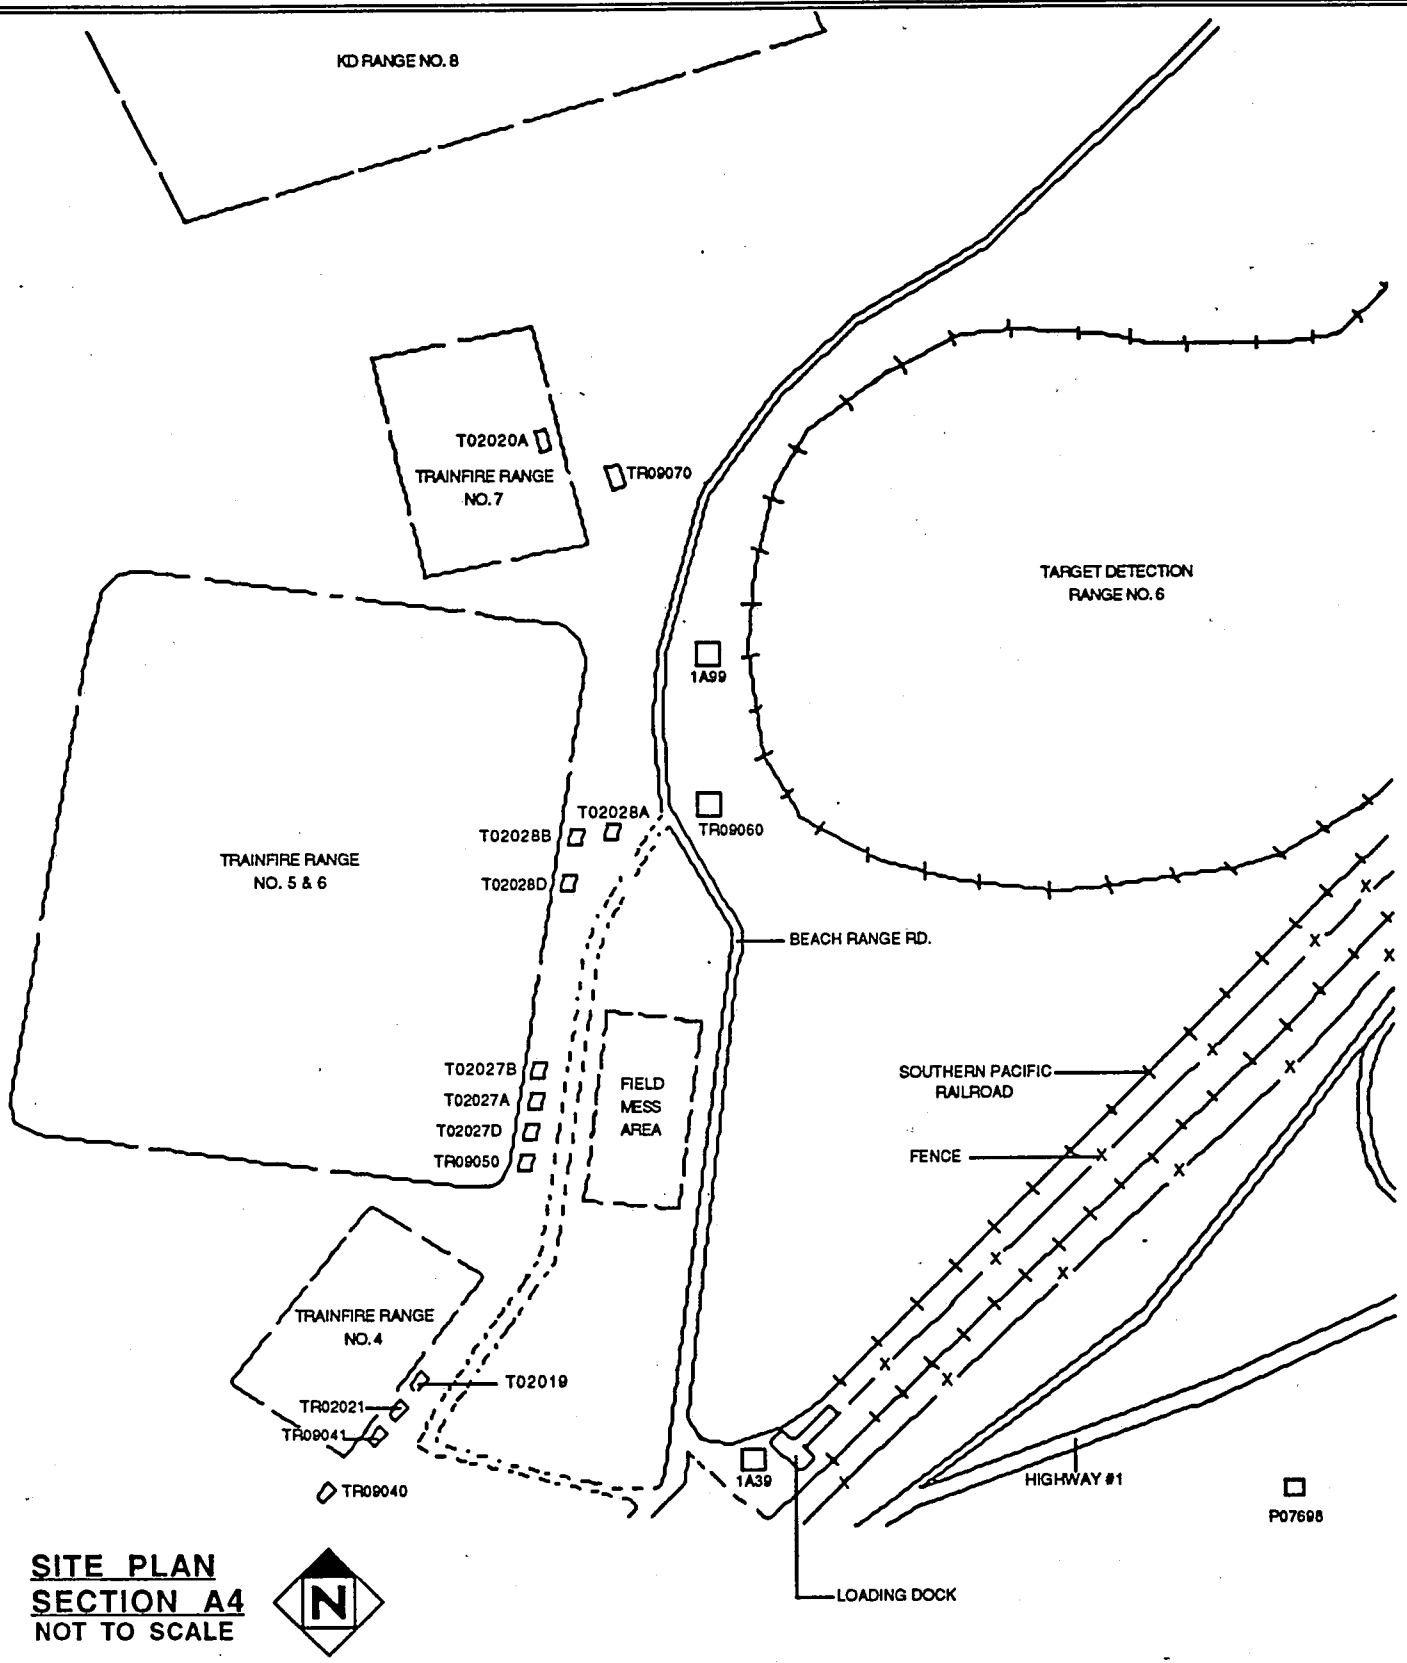 KD RANGE NO. 8
T02020A
TRAINFIRE RANGE
NO. 7
TR09070
TARGET DETECTION
RANGE NO. 6
1A99
T02028A
TR09060
T02028B
TRAINFIRE RANGE
NO. 5 & 6
T02028D
BEACH RANGE RD.
T02027B
T02027A
T02027D
TR09050
FIELD
MESS
AREA
SOUTHERN PACIFIC
RAILROAD
FENCE
TRAINFIRE RANGE
NO. 4
T02019
TR02021
TR09041
TR09040
1A39
HIGHWAY #1
P07698
LOADING DOCK
SITE PLAN
SECTION A4
NOT TO SCALE
N